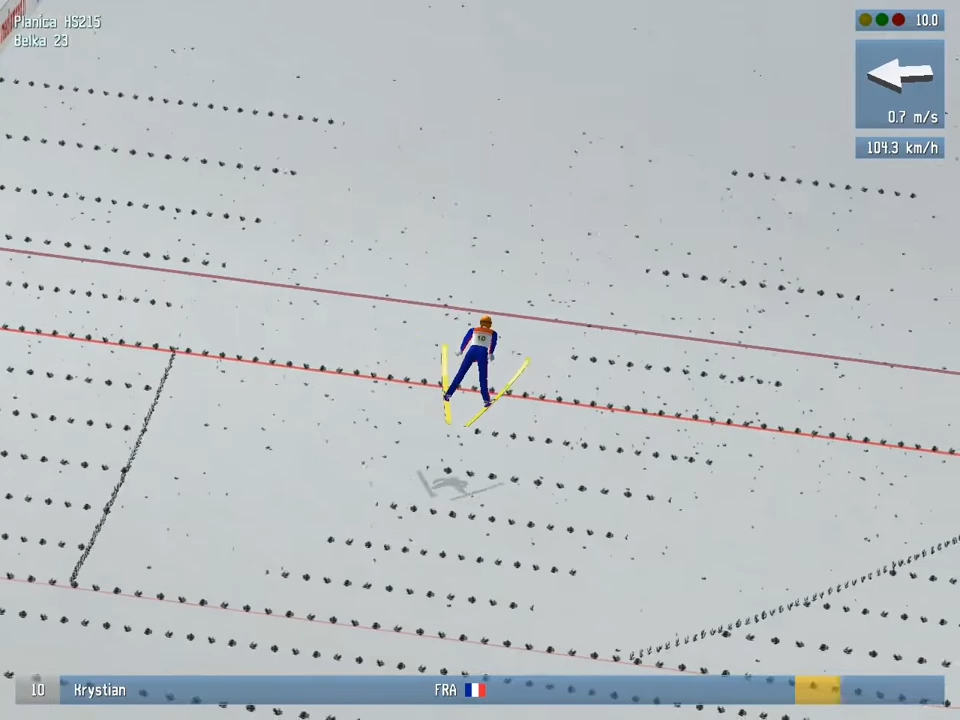 Planica HS215
Belka 23
10.0
0.7 m/s
104.3 km/h
10
10 Krystian FRA